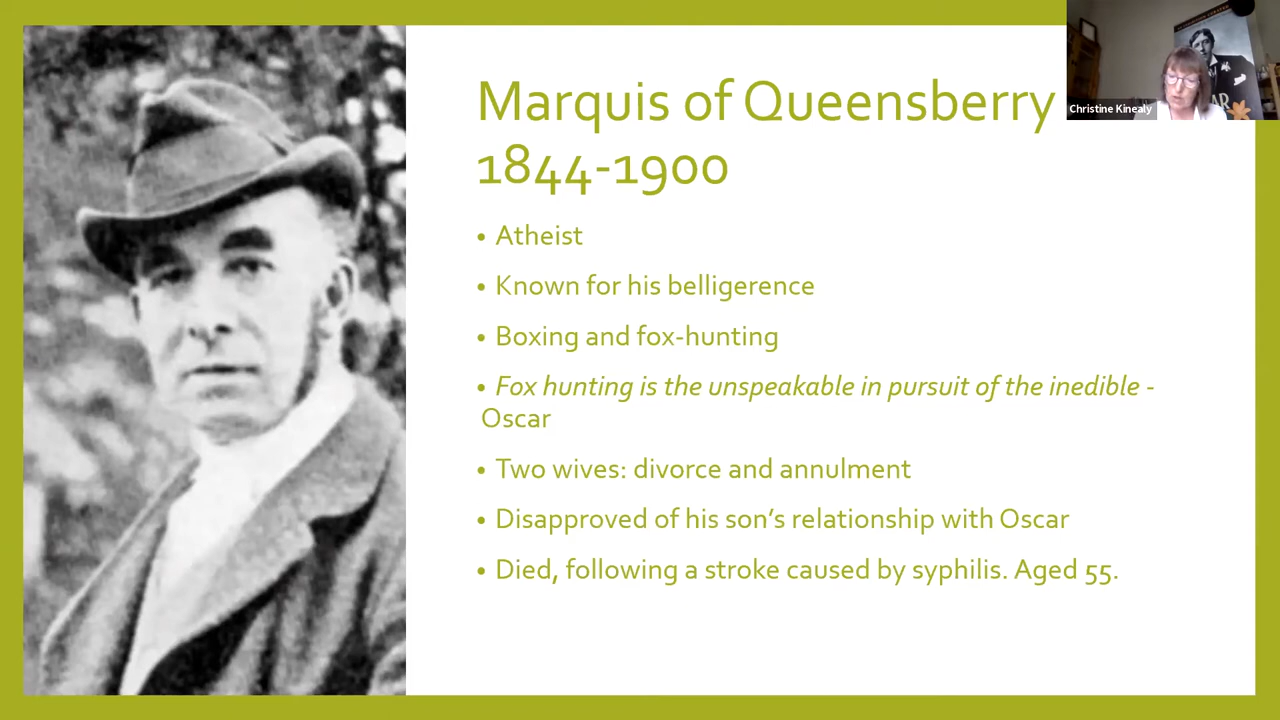 Marquis of Queensberry
1844-1900
• Atheist
• Known for his belligerence
• Boxing and fox-hunting
• Fox hunting is the unspeakable in pursuit of the inedible -
Oscar
• Two wives: divorce and annulment
• Disapproved of his son’s relationship with Oscar
• Died, following a stroke caused by syphilis. Aged 55.
Christine Kinealy